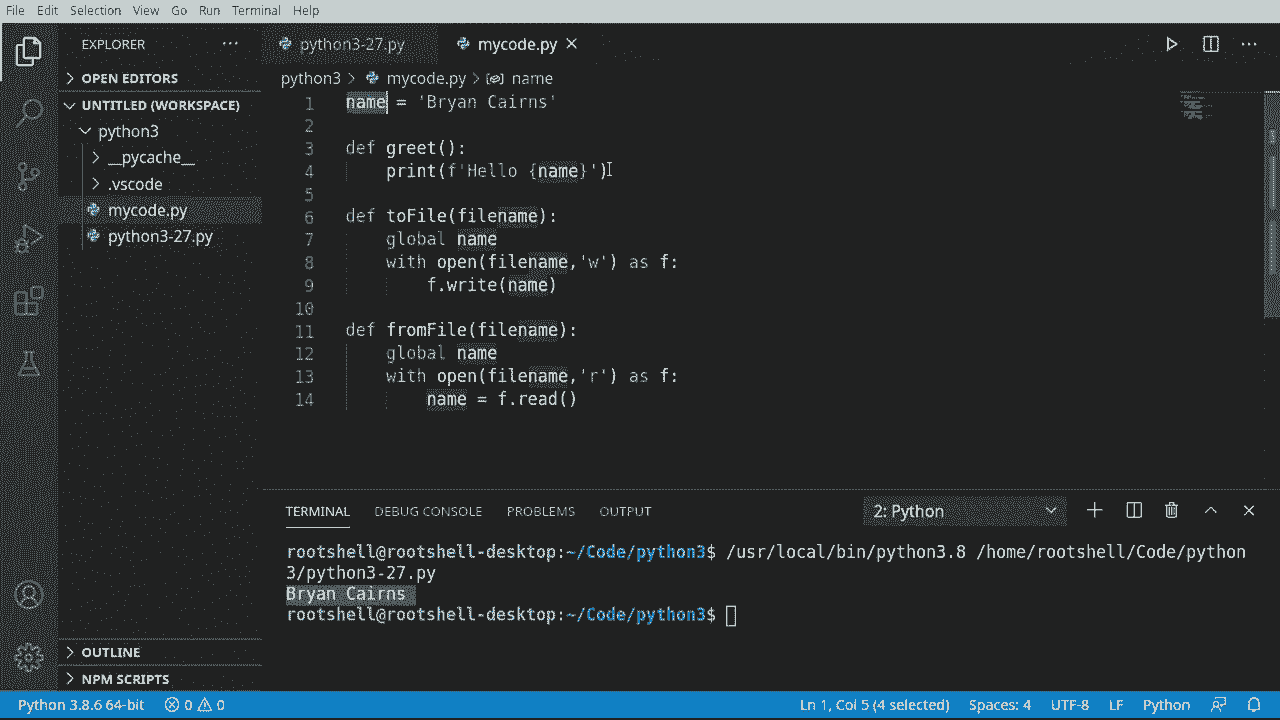 File Edit Selection View Go Run Terminal Help
EXPLORER ···
OPEN EDITORS
UNTITLED (WORKSPACE)
python3
__pycache__
.vscode
mycode.py
python3-27.py
OUTLINE
NPM SCRIPTS
python3-27.py mycode.py
python3 > mycode.py > name
1 name = 'Bryan Cairns'
2
3 def greet():
4     print(f'Hello {name}')
5
6 def toFile(filename):
7     global name
8     with open(filename,'w') as f:
9         f.write(name)
10
11 def fromFile(filename):
12     global name
13     with open(filename,'r') as f:
14         name = f.read()
TERMINAL DEBUG CONSOLE PROBLEMS OUTPUT 2: Python
rootshell@rootshell-desktop:~/Code/python3$ /usr/local/bin/python3.8 /home/rootshell/Code/python
3/python3-27.py
Bryan Cairns
rootshell@rootshell-desktop:~/Code/python3$
Python 3.8.6 64-bit 0 0 Ln 1, Col 5 (4 selected) Spaces: 4 UTF-8 LF Python